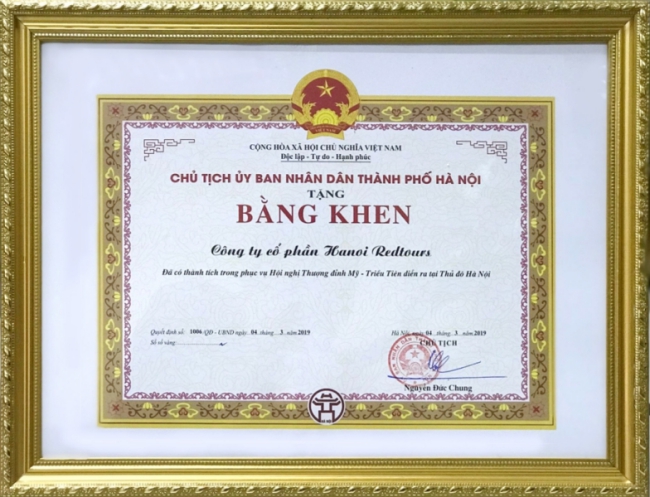 CỘNG HÒA XÃ HỘI CHỦ NGHĨA VIỆT NAM
Độc lập - Tự do - Hạnh phúc
CHỦ TỊCH ỦY BAN NHÂN DÂN THÀNH PHỐ HÀ NỘI
TẶNG
BẰNG KHEN
Công ty cổ phần Hanoi Redtours
Đã có thành tích trong phục vụ Hội nghị Thượng đỉnh Mỹ - Triều Tiên diễn ra tại Thủ đô Hà Nội
Quyết định số: 1006 /QĐ - UBND ngày 04 tháng 3 năm 2019
Số sổ vàng
Hà Nội, ngày 04 tháng 3 năm 2019
CHỦ TỊCH
Nguyễn Đức Chung